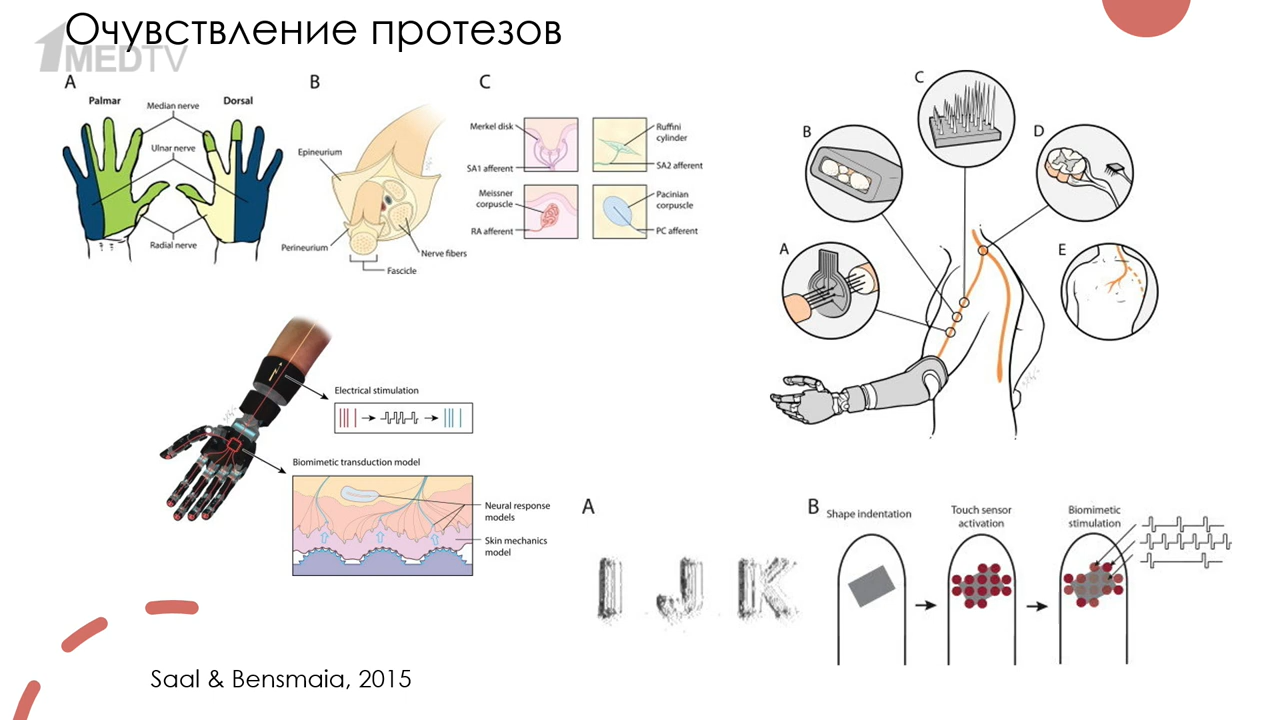 Очувствление протезов
1MEDTV
A
Palmar
Dorsal
Median nerve
Ulnar nerve
Radial nerve
B
Epineurium
Perineurium
Nerve fibers
Fascicle
C
Merkel disk
SA1 afferent
Ruffini
cylinder
SA2 afferent
Meissner
corpuscle
RA afferent
Pacinian
corpuscle
PC afferent
C
B
D
A
E
Electrical stimulation
Biomimetic transduction model
Neural response
models
Skin mechanics
model
A
I J K
B
Shape indentation
Touch sensor
activation
Biomimetic
stimulation
Saal & Bensmaia, 2015